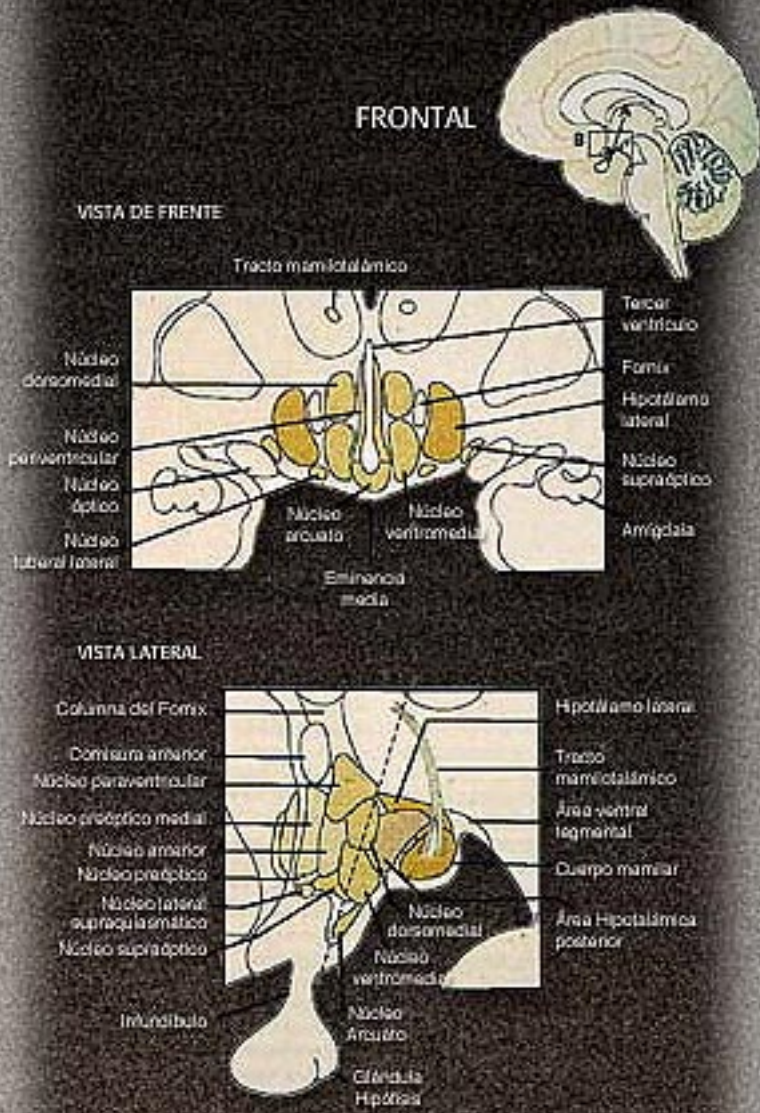 FRONTAL
B
VISTA DE FRENTE
Tracto mamilotalámico
Núcleo
dorsomedial
Núcleo
periventricular
Núcleo
óptico
Núcleo
tuberal lateral
Tercer
ventrículo
Fornix
Hipotálamo
lateral
Núcleo
supraóptico
Amígdala
Núcleo
arcuato
Núcleo
ventromedial
Eminencia
media
VISTA LATERAL
Columna del Fornix
Comisura anterior
Núcleo paraventricular
Núcleo preóptico medial
Núcleo anterior
Núcleo preóptico
Núcleo lateral
supraquiasmático
Núcleo supraóptico
Infundíbulo
Hipotálamo lateral
Tracto
mamilotalámico
Área ventral
tegmental
Cuerpo mamilar
Área Hipotalámica
posterior
Núcleo
dorsomedial
Núcleo
ventromedial
Núcleo
Arcuato
Glándula
Hipófisis